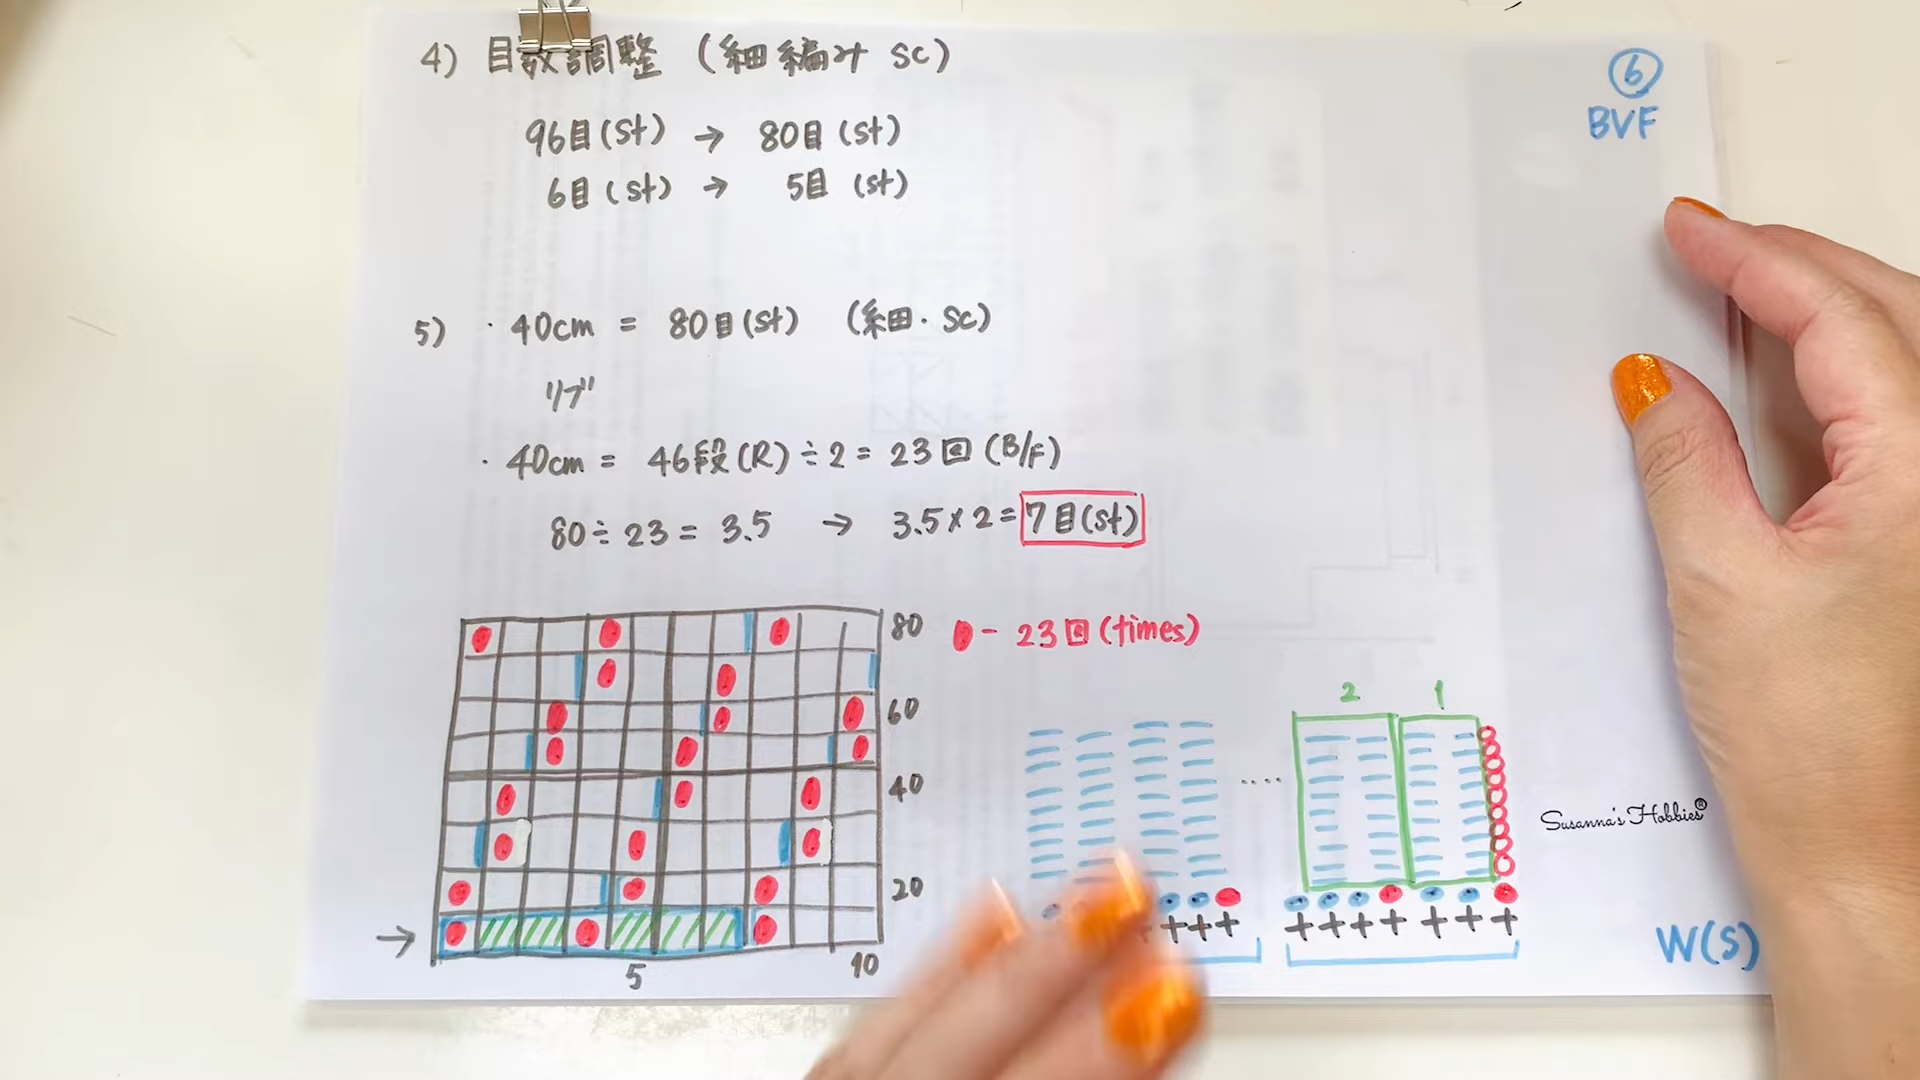 4) 目数調整 (細編み sc)
96目(st) → 80目(st)
6目(st) → 5目(st)
5) · 40cm = 80目(st) (細·sc)
リブ
· 40cm = 46段(R) ÷ 2 = 23回 (B/F)
80 ÷ 23 = 3.5 → 3.5 × 2 = 7目(st)
80
60
40
20
→
5
10
- 23回(times)
2 1
....
+++
+++++++
⑥
BVF
Susanna's Hobbies®
W(S)